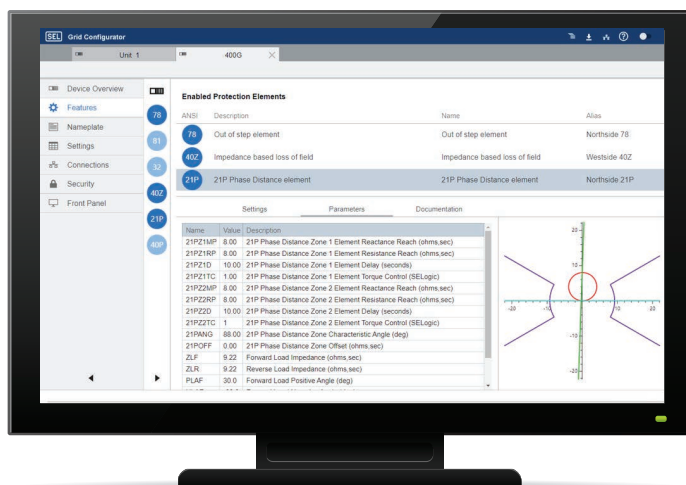 SEL Grid Configurator
Unit 1
400G
Device Overview
Features
Nameplate
Settings
Connections
Security
Front Panel
78
81
32
40Z
21P
40P
Enabled Protection Elements
ANSI Description Name Alias
78 Out of step element Out of step element Northside 78
40Z Impedance based loss of field Impedance based loss of field Westside 40Z
21P 21P Phase Distance element 21P Phase Distance element Northside 21P
Settings Parameters Documentation
Name Value Description
21PZ1MP 8.00 21P Phase Distance Zone 1 Element Reactance Reach (ohms,sec)
21PZ1RP 8.00 21P Phase Distance Zone 1 Element Resistance Reach (ohms,sec)
21PZ1D 10.00 21P Phase Distance Zone 1 Element Delay (seconds)
21PZ1TC 1.00 21P Phase Distance Zone 1 Element Torque Control (SELogic)
21PZ2MP 8.00 21P Phase Distance Zone 2 Element Reactance Reach (ohms,sec)
21PZ2RP 8.00 21P Phase Distance Zone 2 Element Resistance Reach (ohms,sec)
21PZ2D 10.00 21P Phase Distance Zone 2 Element Delay (seconds)
21PZ2TC 1 21P Phase Distance Zone 2 Element Torque Control (SELogic)
21PANG 88.00 21P Phase Distance Zone Characteristic Angle (deg)
21POFF 0.00 21P Phase Distance Zone Offset (ohms,sec)
ZLF 9.22 Forward Load Impedance (ohms,sec)
ZLR 9.22 Reverse Load Impedance (ohms,sec)
PLAF 30.0 Forward Load Positive Angle (deg)
20
10
-20 -10 10 20
-10
-20